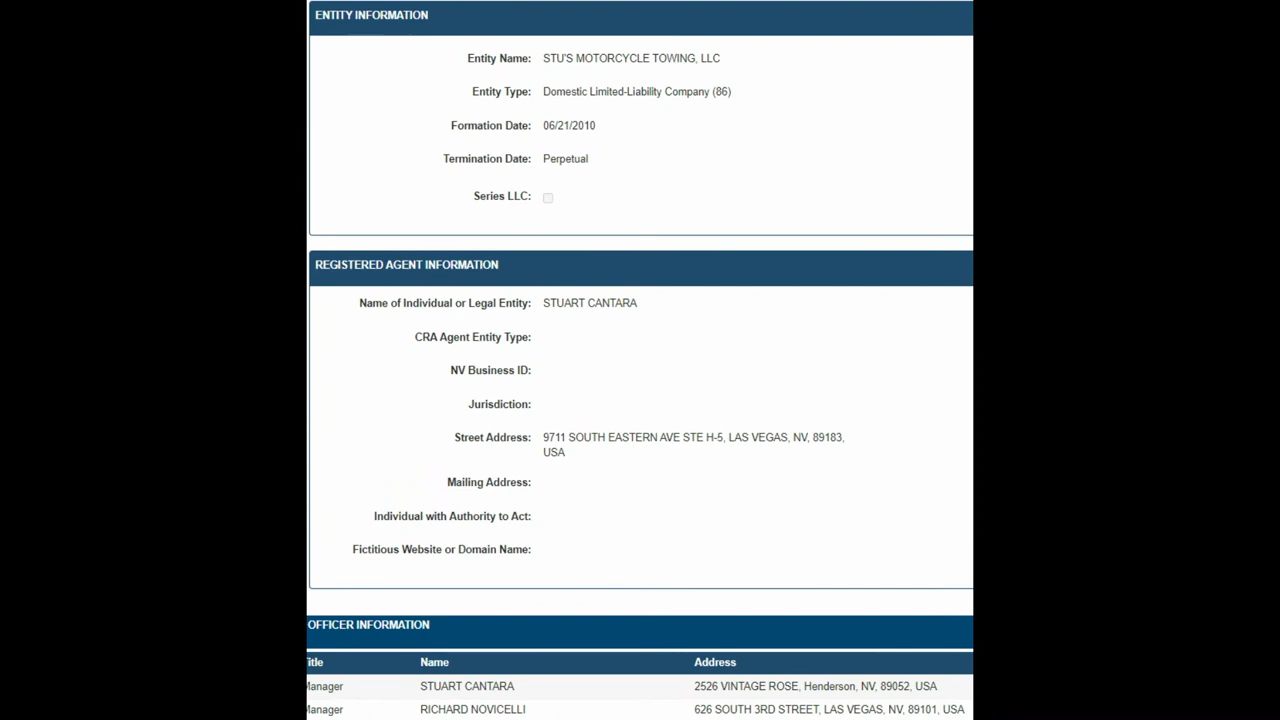 ENTITY INFORMATION
Entity Name: STU'S MOTORCYCLE TOWING, LLC
Entity Type: Domestic Limited-Liability Company (86)
Formation Date: 06/21/2010
Termination Date: Perpetual
Series LLC:
REGISTERED AGENT INFORMATION
Name of Individual or Legal Entity: STUART CANTARA
CRA Agent Entity Type:
NV Business ID:
Jurisdiction:
Street Address: 9711 SOUTH EASTERN AVE STE H-5, LAS VEGAS, NV, 89183,
USA
Mailing Address:
Individual with Authority to Act:
Fictitious Website or Domain Name:
OFFICER INFORMATION
Title Name Address
Manager STUART CANTARA 2526 VINTAGE ROSE, Henderson, NV, 89052, USA
Manager RICHARD NOVICELLI 626 SOUTH 3RD STREET, LAS VEGAS, NV, 89101, USA